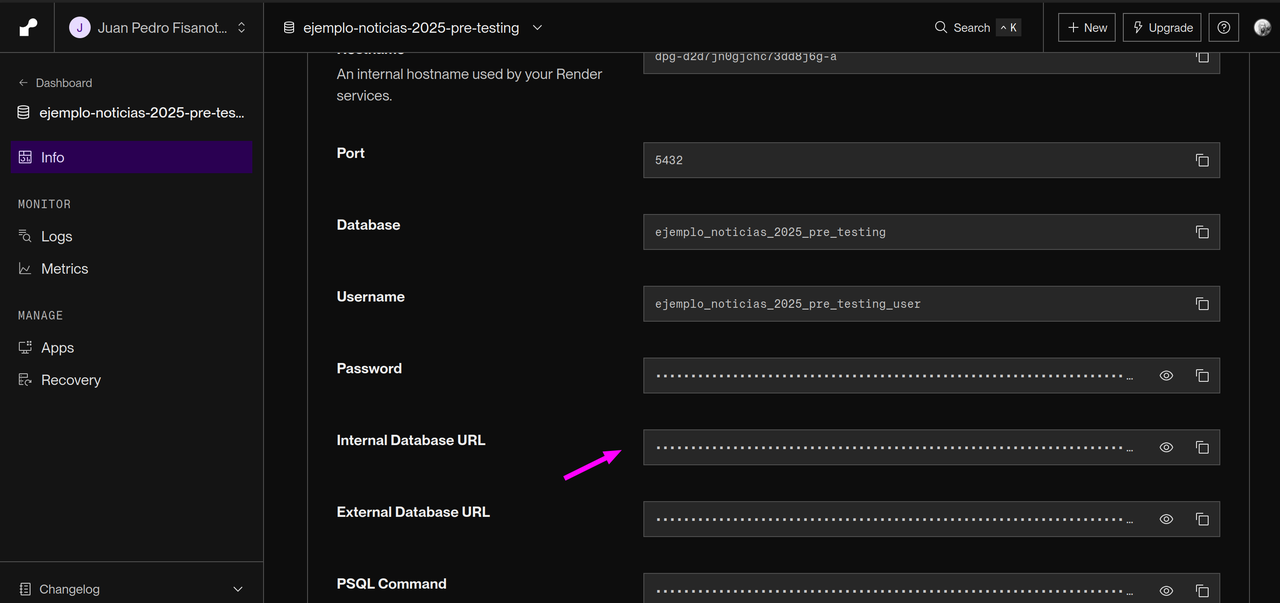 J Juan Pedro Fisanot...
ejemplo-noticias-2025-pre-testing
Search ^ K
+ New
Upgrade
Dashboard
ejemplo-noticias-2025-pre-tes...
Info
MONITOR
Logs
Metrics
MANAGE
Apps
Recovery
Changelog
Hostname
An internal hostname used by your Render
services.
dpg-d2d7jn0gjchc73dd8j6g-a
Port
5432
Database
ejemplo_noticias_2025_pre_testing
Username
ejemplo_noticias_2025_pre_testing_user
Password
Internal Database URL
External Database URL
PSQL Command